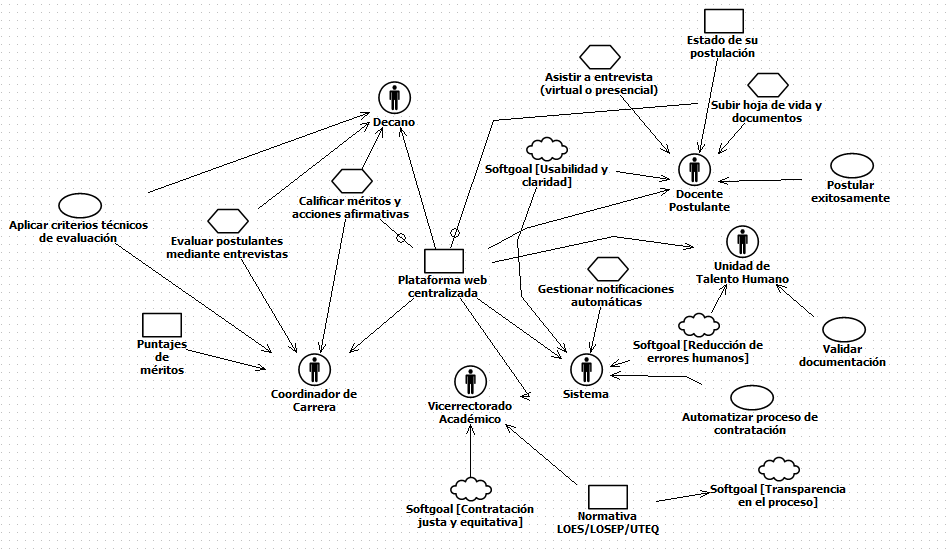 Estado de su
postulación
Asistir a entrevista
(virtual o presencial)
Subir hoja de vida y
documentos
Decano
Softgoal [Usabilidad y
claridad]
Docente
Postulante
Postular
exitosamente
Calificar méritos y
acciones afirmativas
Aplicar criterios técnicos
de evaluación
Evaluar postulantes
mediante entrevistas
Plataforma web
centralizada
Unidad de
Talento Humano
Gestionar notificaciones
automáticas
Puntajes
de
méritos
Softgoal [Reducción de
errores humanos]
Validar
documentación
Coordinador de
Carrera
Vicerrectorado
Académico
Sistema
Automatizar proceso de
contratación
Softgoal [Contratación
justa y equitativa]
Normativa
LOES/LOSEP/UTEQ
Softgoal [Transparencia
en el proceso]